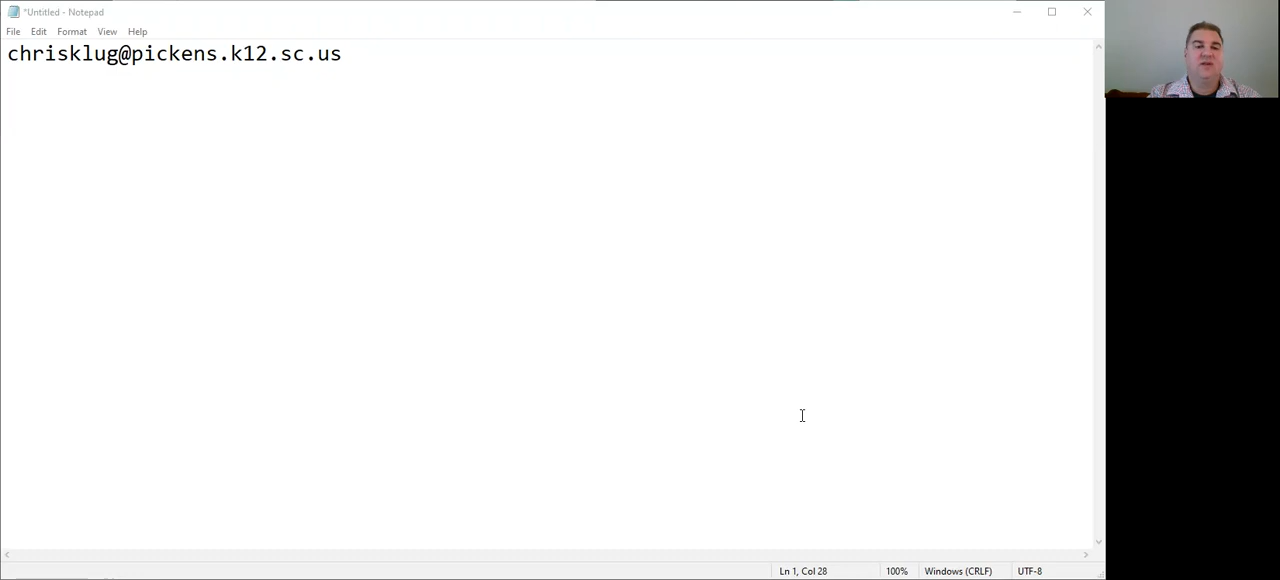 *Untitled - Notepad
File Edit Format View Help
chrisklug@pickens.k12.sc.us
Ln 1, Col 28 100% Windows (CRLF) UTF-8